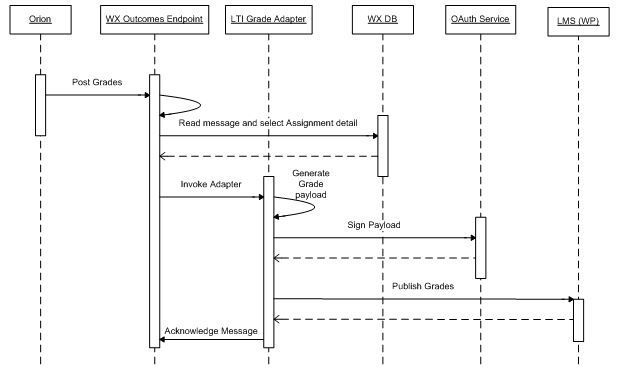 Orion
WX Outcomes Endpoint
LTI Grade Adapter
WX DB
OAuth Service
LMS (WP)
Post Grades
Read message and select Assignment detail
Generate
Grade
payload
Invoke Adapter
Sign Payload
Publish Grades
Acknowledge Message